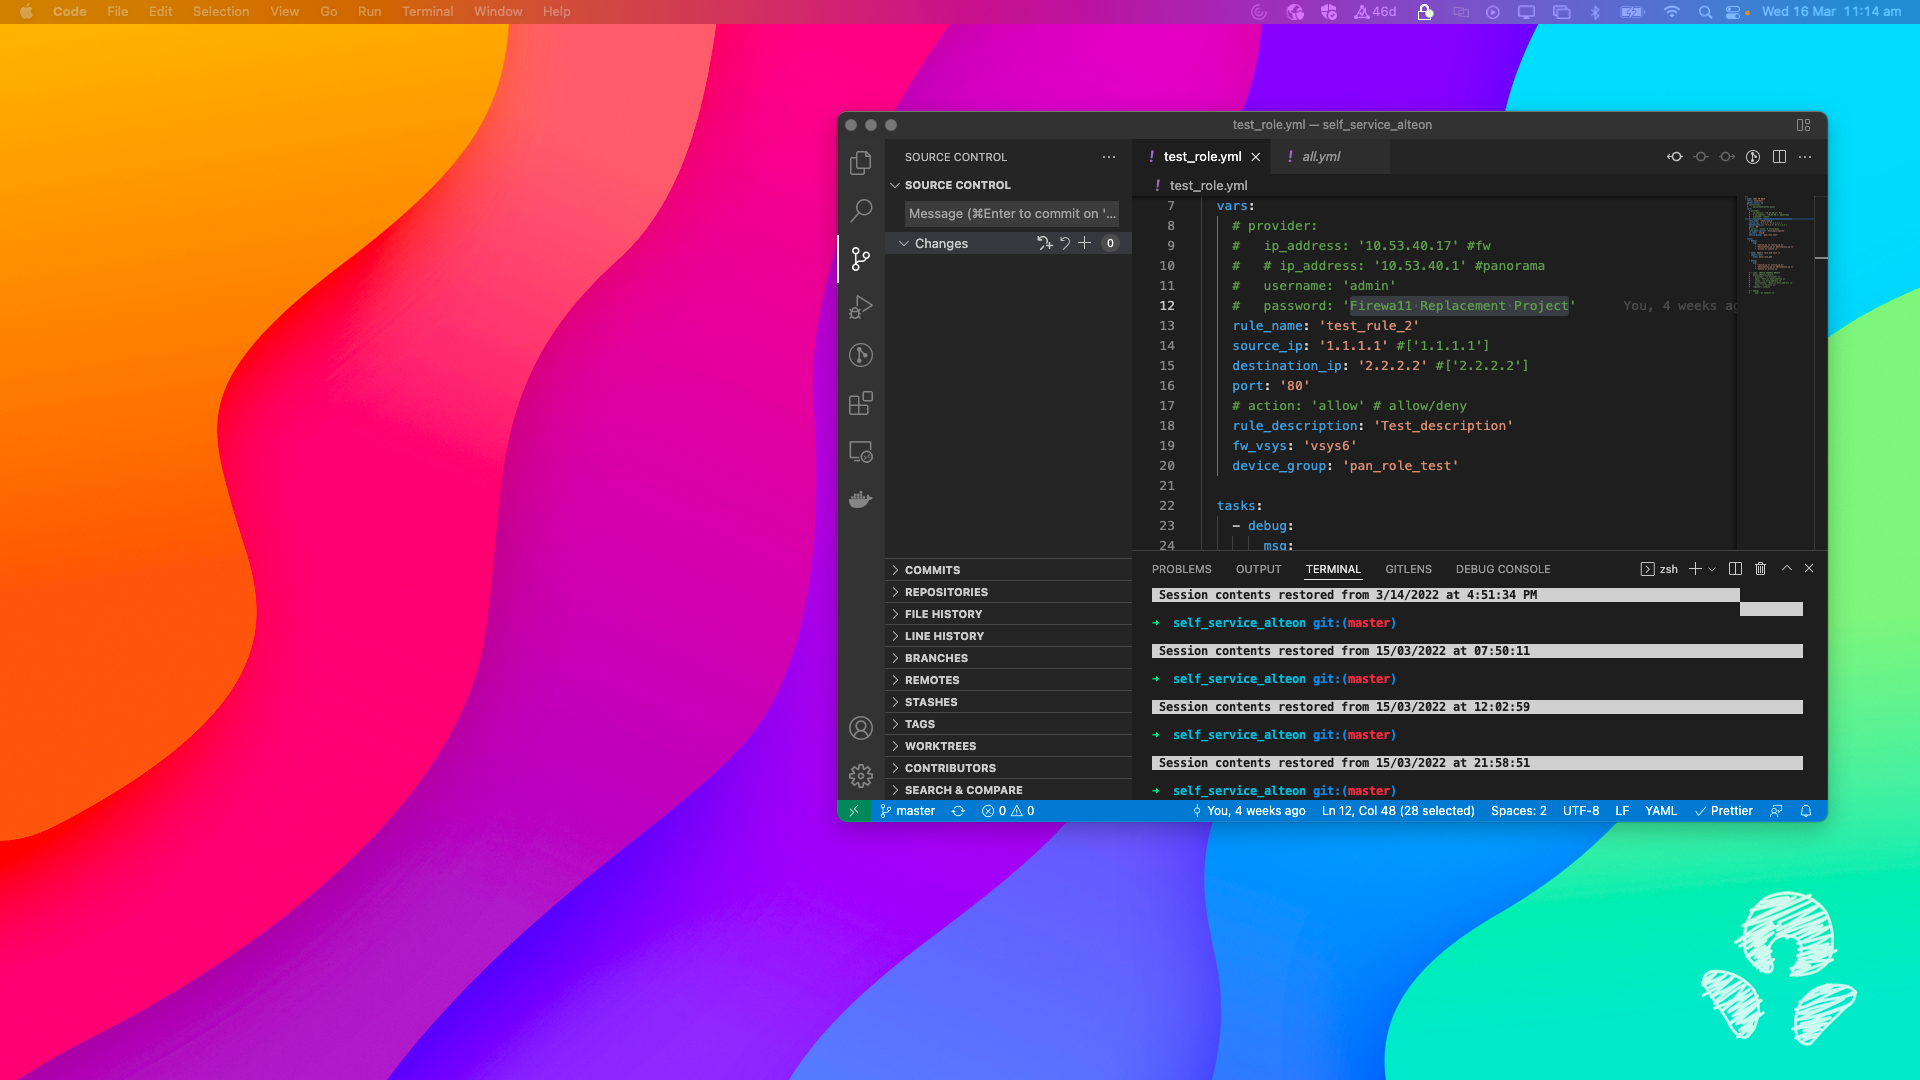 Code File Edit Selection View Go Run Terminal Window Help 46d Wed 16 Mar 11:14 am
test_role.yml — self_service_alteon
SOURCE CONTROL
SOURCE CONTROL
Message (⌘Enter to commit on '...
Changes 0
COMMITS
REPOSITORIES
FILE HISTORY
LINE HISTORY
BRANCHES
REMOTES
STASHES
TAGS
WORKTREES
CONTRIBUTORS
SEARCH & COMPARE
! test_role.yml ! all.yml
! test_role.yml
7 vars:
8 # provider:
9 # ip_address: '10.53.40.17' #fw
10 # # ip_address: '10.53.40.1' #panorama
11 # username: 'admin'
12 # password: 'Firewa11 Replacement Project' You, 4 weeks ag
13 rule_name: 'test_rule_2'
14 source_ip: '1.1.1.1' #['1.1.1.1']
15 destination_ip: '2.2.2.2' #['2.2.2.2']
16 port: '80'
17 # action: 'allow' # allow/deny
18 rule_description: 'Test_description'
19 fw_vsys: 'vsys6'
20 device_group: 'pan_role_test'
21
22 tasks:
23 - debug:
24 msg:
PROBLEMS OUTPUT TERMINAL GITLENS DEBUG CONSOLE zsh
Session contents restored from 3/14/2022 at 4:51:34 PM
➜ self_service_alteon git:(master)
Session contents restored from 15/03/2022 at 07:50:11
➜ self_service_alteon git:(master)
Session contents restored from 15/03/2022 at 12:02:59
➜ self_service_alteon git:(master)
Session contents restored from 15/03/2022 at 21:58:51
➜ self_service_alteon git:(master)
master 0 0 You, 4 weeks ago Ln 12, Col 48 (28 selected) Spaces: 2 UTF-8 LF YAML Prettier